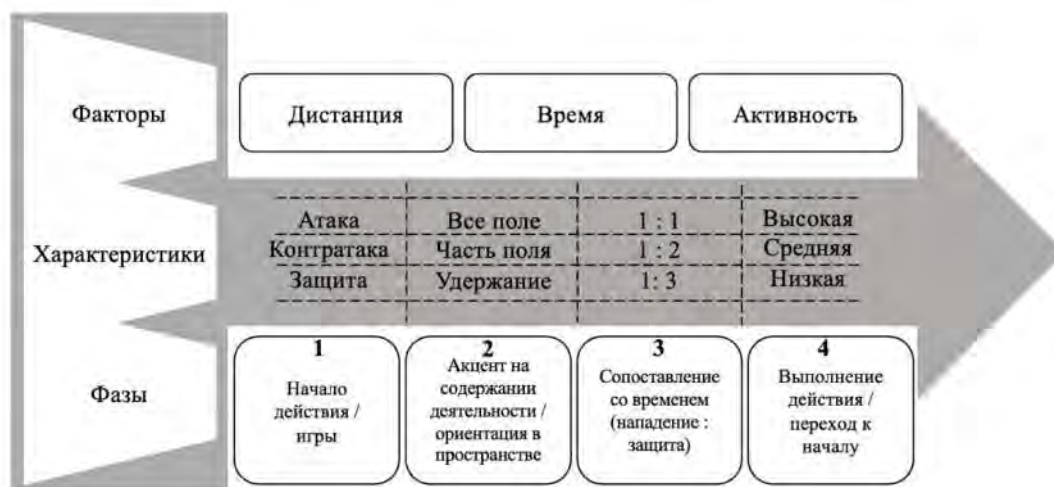 Факторы
Дистанция
Время
Активность
Характеристики
Атака Все поле 1 : 1 Высокая
Контратака Часть поля 1 : 2 Средняя
Защита Удержание 1: 3 Низкая
Фазы
1
Начало
действия /
игры
2
Акцент на
содержании
деятельности /
ориентация в
пространстве
3
Сопоставление
со временем
(нападение :
защита)
4
Выполнение
действия /
переход к
началу